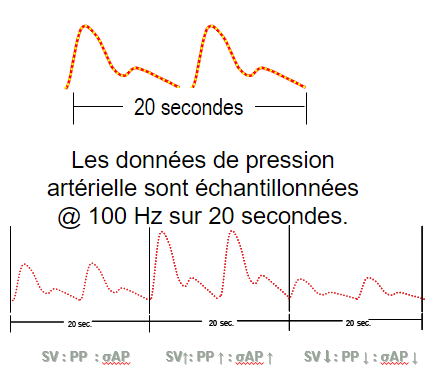 20 secondes
Les données de pression
artérielle sont échantillonnées
@ 100 Hz sur 20 secondes.
20 sec. 20 sec. 20 sec.
SV : PP : σAP SV↑: PP ↑ : σAP ↑ SV ↓ : PP ↓ : σAP ↓